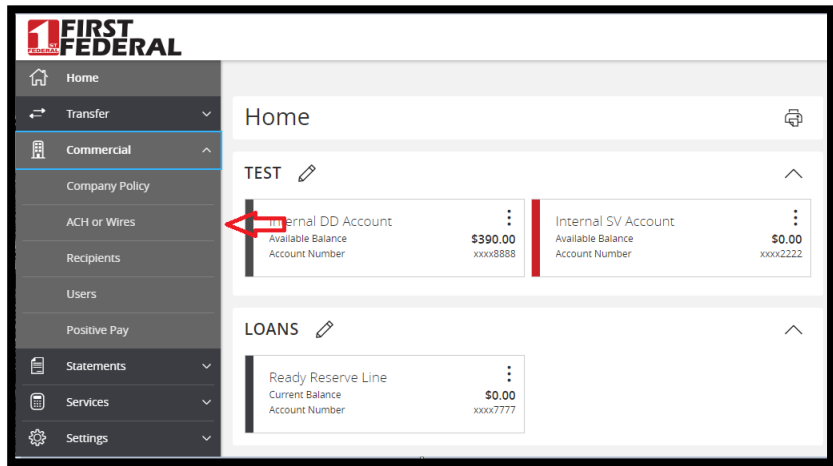 1ST FEDERAL
FIRST
FEDERAL
Home
Transfer
Commercial
Company Policy
ACH or Wires
Recipients
Users
Positive Pay
Statements
Services
Settings
Home
TEST
Internal DD Account
Available Balance $390.00
Account Number xxxx8888
Internal SV Account
Available Balance $0.00
Account Number xxxx2222
LOANS
Ready Reserve Line
Current Balance $0.00
Account Number xxxx7777